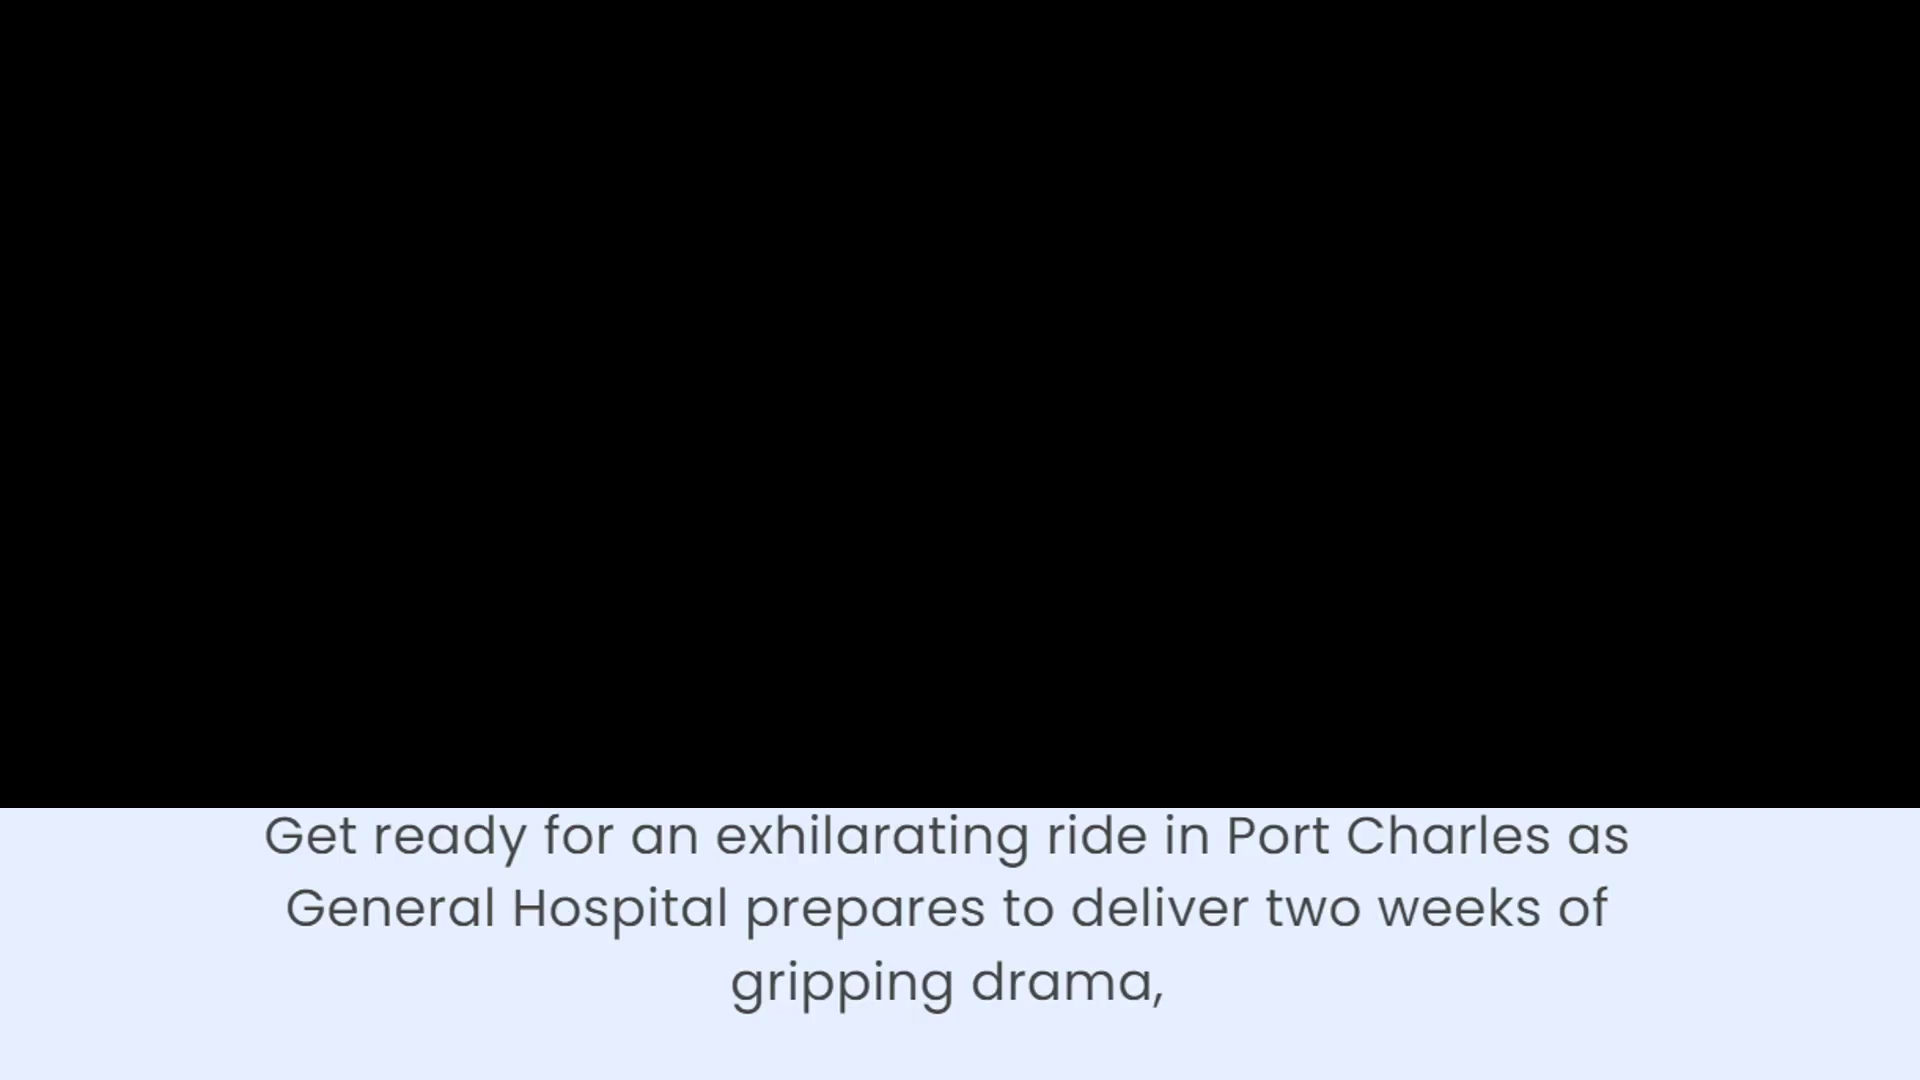 Get ready for an exhilarating ride in Port Charles as
General Hospital prepares to deliver two weeks of
gripping drama,